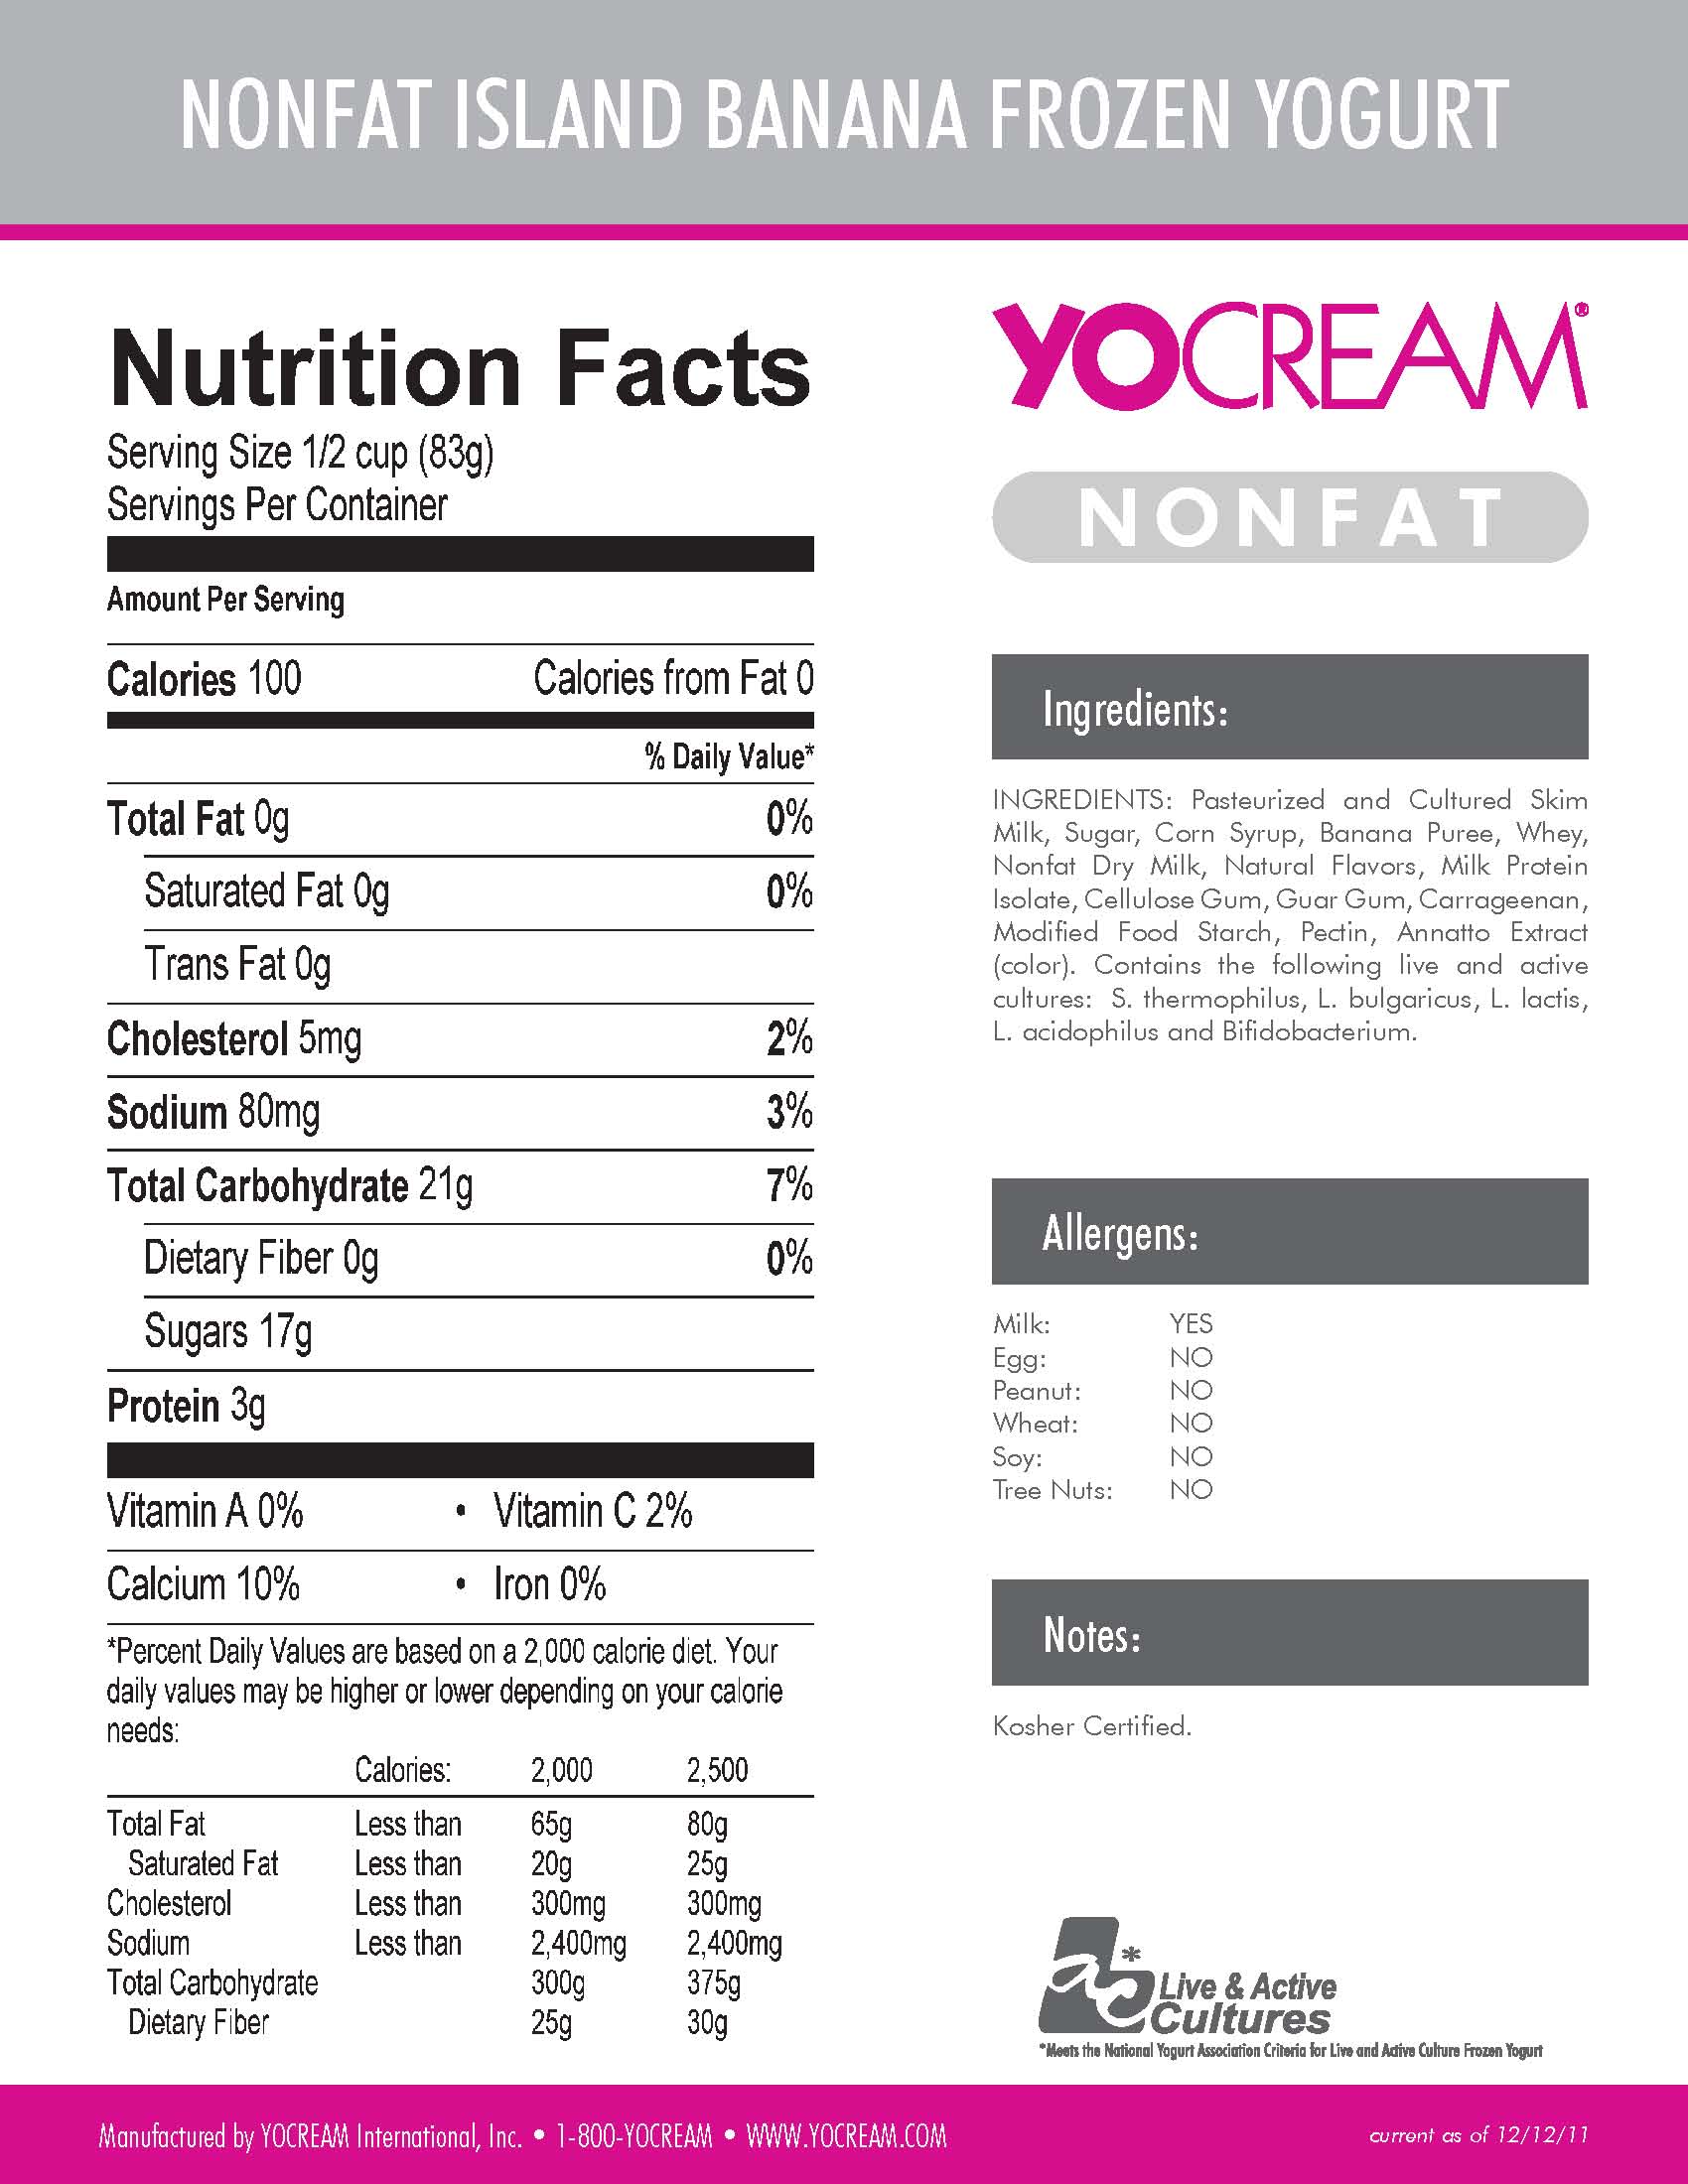 NONFAT ISLAND BANANA FROZEN YOGURT
Nutrition Facts
Serving Size 1/2 cup (83g)
Servings Per Container
Amount Per Serving
Calories 100 Calories from Fat 0
% Daily Value*
Total Fat 0g 0%
Saturated Fat 0g 0%
Trans Fat 0g
Cholesterol 5mg 2%
Sodium 80mg 3%
Total Carbohydrate 21g 7%
Dietary Fiber 0g 0%
Sugars 17g
Protein 3g
Vitamin A 0% • Vitamin C 2%
Calcium 10% • Iron 0%
*Percent Daily Values are based on a 2,000 calorie diet. Your
daily values may be higher or lower depending on your calorie
needs:
Calories: 2,000 2,500
Total Fat Less than 65g 80g
Saturated Fat Less than 20g 25g
Cholesterol Less than 300mg 300mg
Sodium Less than 2,400mg 2,400mg
Total Carbohydrate 300g 375g
Dietary Fiber 25g 30g
YOCREAM®
NONFAT
Ingredients:
INGREDIENTS: Pasteurized and Cultured Skim
Milk, Sugar, Corn Syrup, Banana Puree, Whey,
Nonfat Dry Milk, Natural Flavors, Milk Protein
Isolate, Cellulose Gum, Guar Gum, Carrageenan,
Modified Food Starch, Pectin, Annatto Extract
(color). Contains the following live and active
cultures: S. thermophilus, L. bulgaricus, L. lactis,
L. acidophilus and Bifidobacterium.
Allergens:
Milk: YES
Egg: NO
Peanut: NO
Wheat: NO
Soy: NO
Tree Nuts: NO
Notes:
Kosher Certified.
ac*
Live & Active
Cultures
*Meets the National Yogurt Association Criteria for Live and Active Culture Frozen Yogurt
Manufactured by YOCREAM International, Inc. • 1-800-YOCREAM • WWW.YOCREAM.COM
current as of 12/12/11